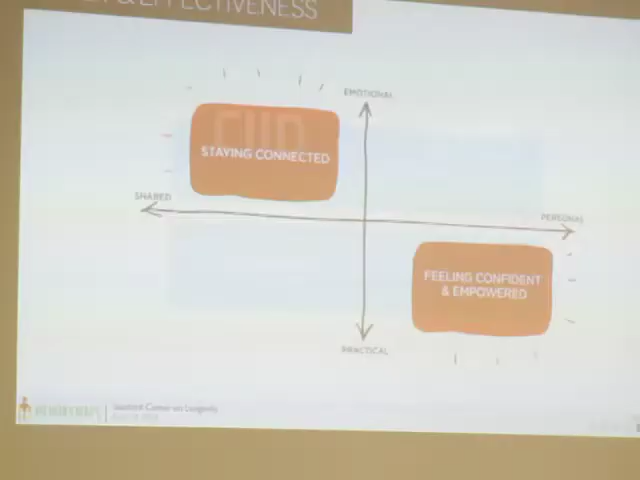 & EFFECTIVENESS
EMOTIONAL
STAYING CONNECTED
SHARED
PERSONAL
FEELING CONFIDENT
& EMPOWERED
PRACTICAL
Stanford Center on Longevity